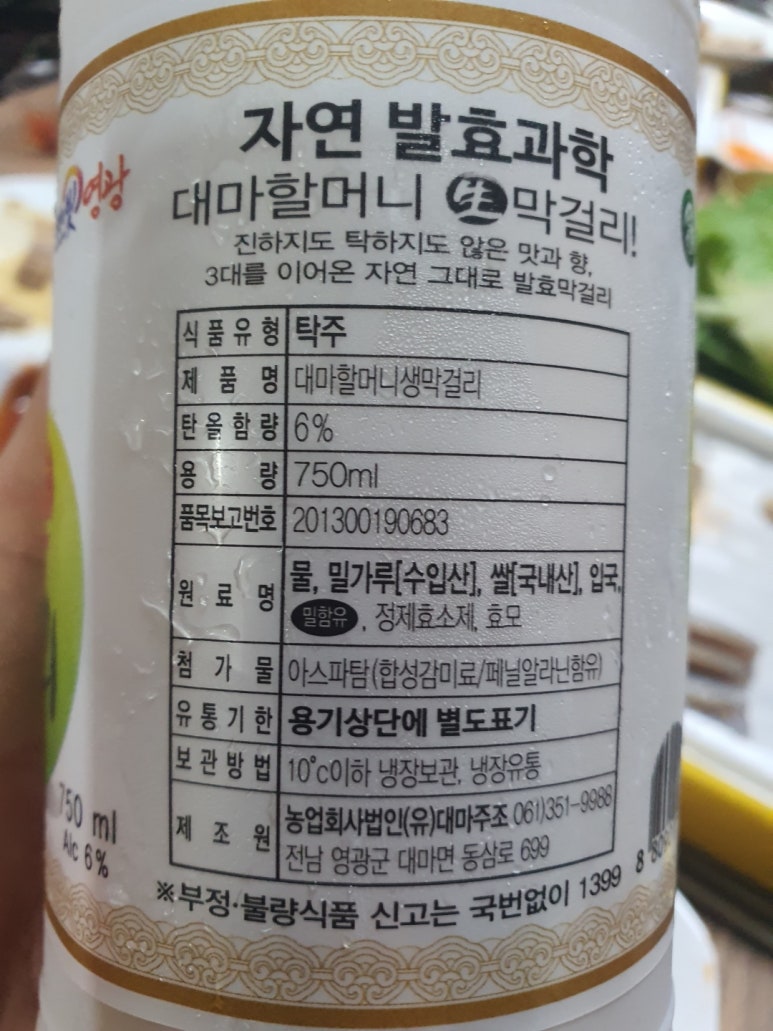 영광
자연 발효과학
대마할머니 生막걸리!
진하지도 탁하지도 않은 맛과 향,
3대를 이어온 자연 그대로 발효막걸리
식품유형 탁주
제품명 대마할머니생막걸리
탄올함량 6%
용량 750ml
품목보고번호 201300190683
원료명 물, 밀가루[수입산], 쌀[국내산], 입국,
밀함유, 정제효소제, 효모
첨가물 아스파탐(합성감미료/페닐알라닌함유)
유통기한 용기상단에 별도표기
보관방법 10°c이하 냉장보관, 냉장유통
제조원 농업회사법인(유)대마주조 061)351-9988
전남 영광군 대마면 동삼로 699
※부정·불량식품 신고는 국번없이 1399
750 ml
Alc 6%